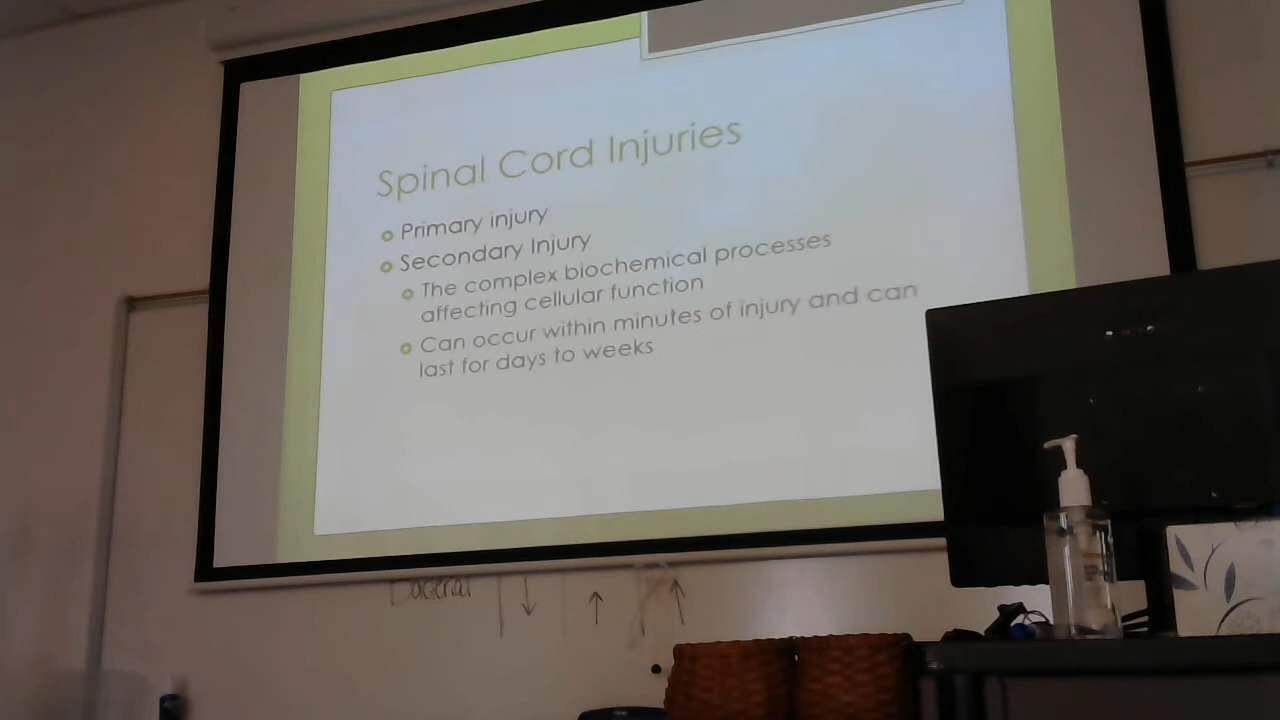 Spinal Cord Injuries
Primary injury
Secondary Injury
The complex biochemical processes
affecting cellular function
Can occur within minutes of injury and can
last for days to weeks
Bacterial